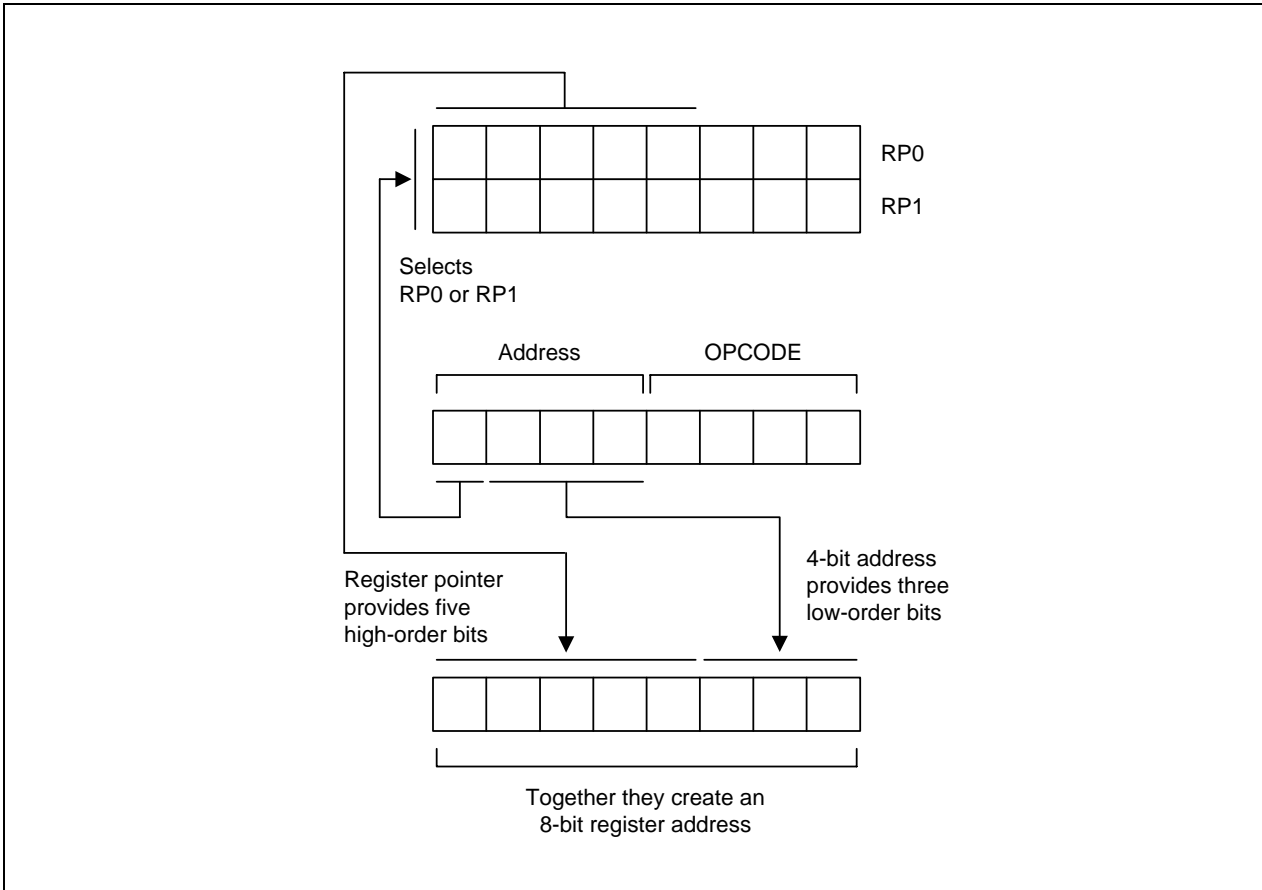 RP0
RP1
Selects
RP0 or RP1
Address
OPCODE
Register pointer
provides five
high-order bits
4-bit address
provides three
low-order bits
Together they create an
8-bit register address